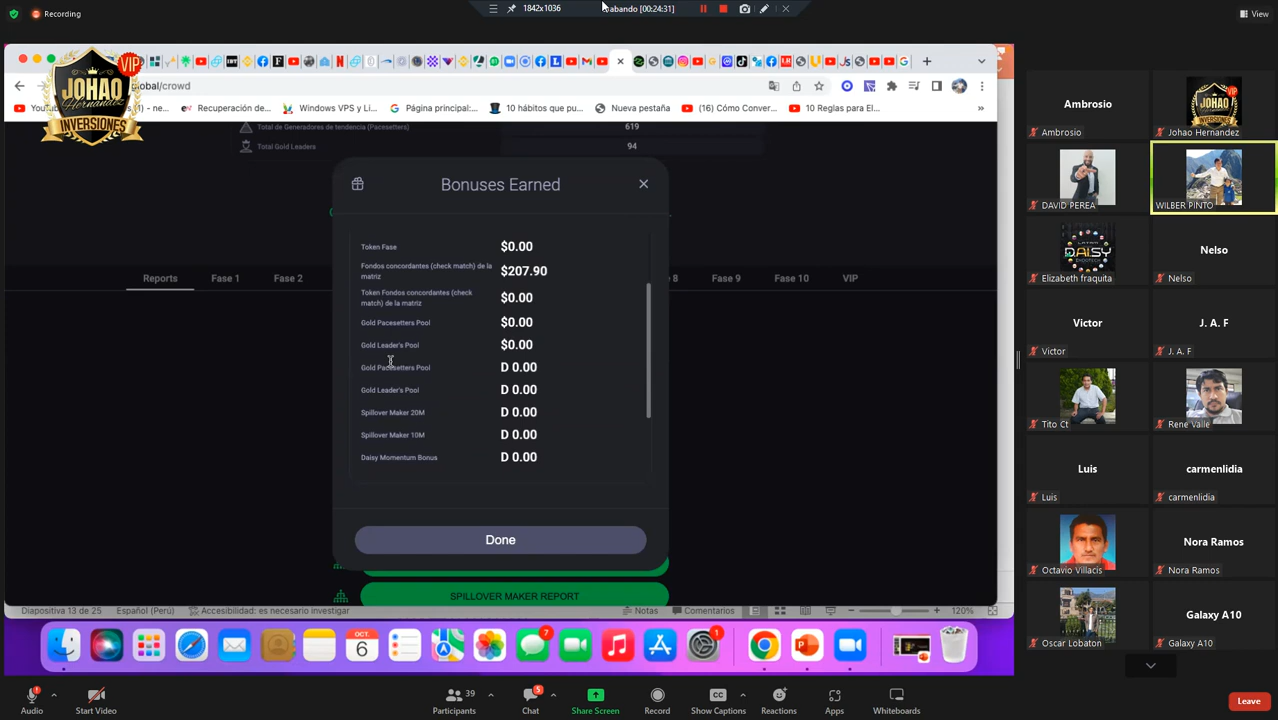 Recording
1842x1036
abando [00:24:31]
View
VIP
JOHAO
Hernández
INVERSIONES
lobal/crowd
Recuperación de...
Windows VPS y Li...
Página principal:...
10 hábitos que pu...
Nueva pestaña
(16) Cómo Conver...
10 Reglas para El...
»
Total de Generadores de tendencia (Pacesetters)
619
Total Gold Leaders
94
Bonuses Earned
Token Fase
$0.00
Fondos concordantes (check match) de la
matriz
$207.90
Token Fondos concordantes (check
match) de la matriz
$0.00
Gold Pacesetters Pool
$0.00
Gold Leader's Pool
$0.00
Gold Pacesetters Pool
D 0.00
Gold Leader's Pool
D 0.00
Spillover Maker 20M
D 0.00
Spillover Maker 10M
D 0.00
Daisy Momentum Bonus
D 0.00
Done
Reports
Fase 1
Fase 2
8
Fase 9
Fase 10
VIP
SPILLOVER MAKER REPORT
Diapositiva 13 de 25
Español (Perú)
Accesibilidad: es necesario investigar
Notas
Comentarios
120%
OCT.
6
7
1
Ambrosio
Ambrosio
JOHAO
INVERSIONES
Johao Hernandez
DAVID PEREA
WILBER PINTO
DAISY
Elizabeth fraquita
Nelso
Nelso
Victor
Victor
J. A. F
J. A. F
Tito Ct
Rene Valle
Luis
Luis
carmenlidia
carmenlidia
Octavio Villacis
Nora Ramos
Nora Ramos
Oscar Lobaton
Galaxy A10
Galaxy A10
Audio
Start Video
39
Participants
5
Chat
Share Screen
Record
CC
Show Captions
Reactions
Apps
Whiteboards
Leave